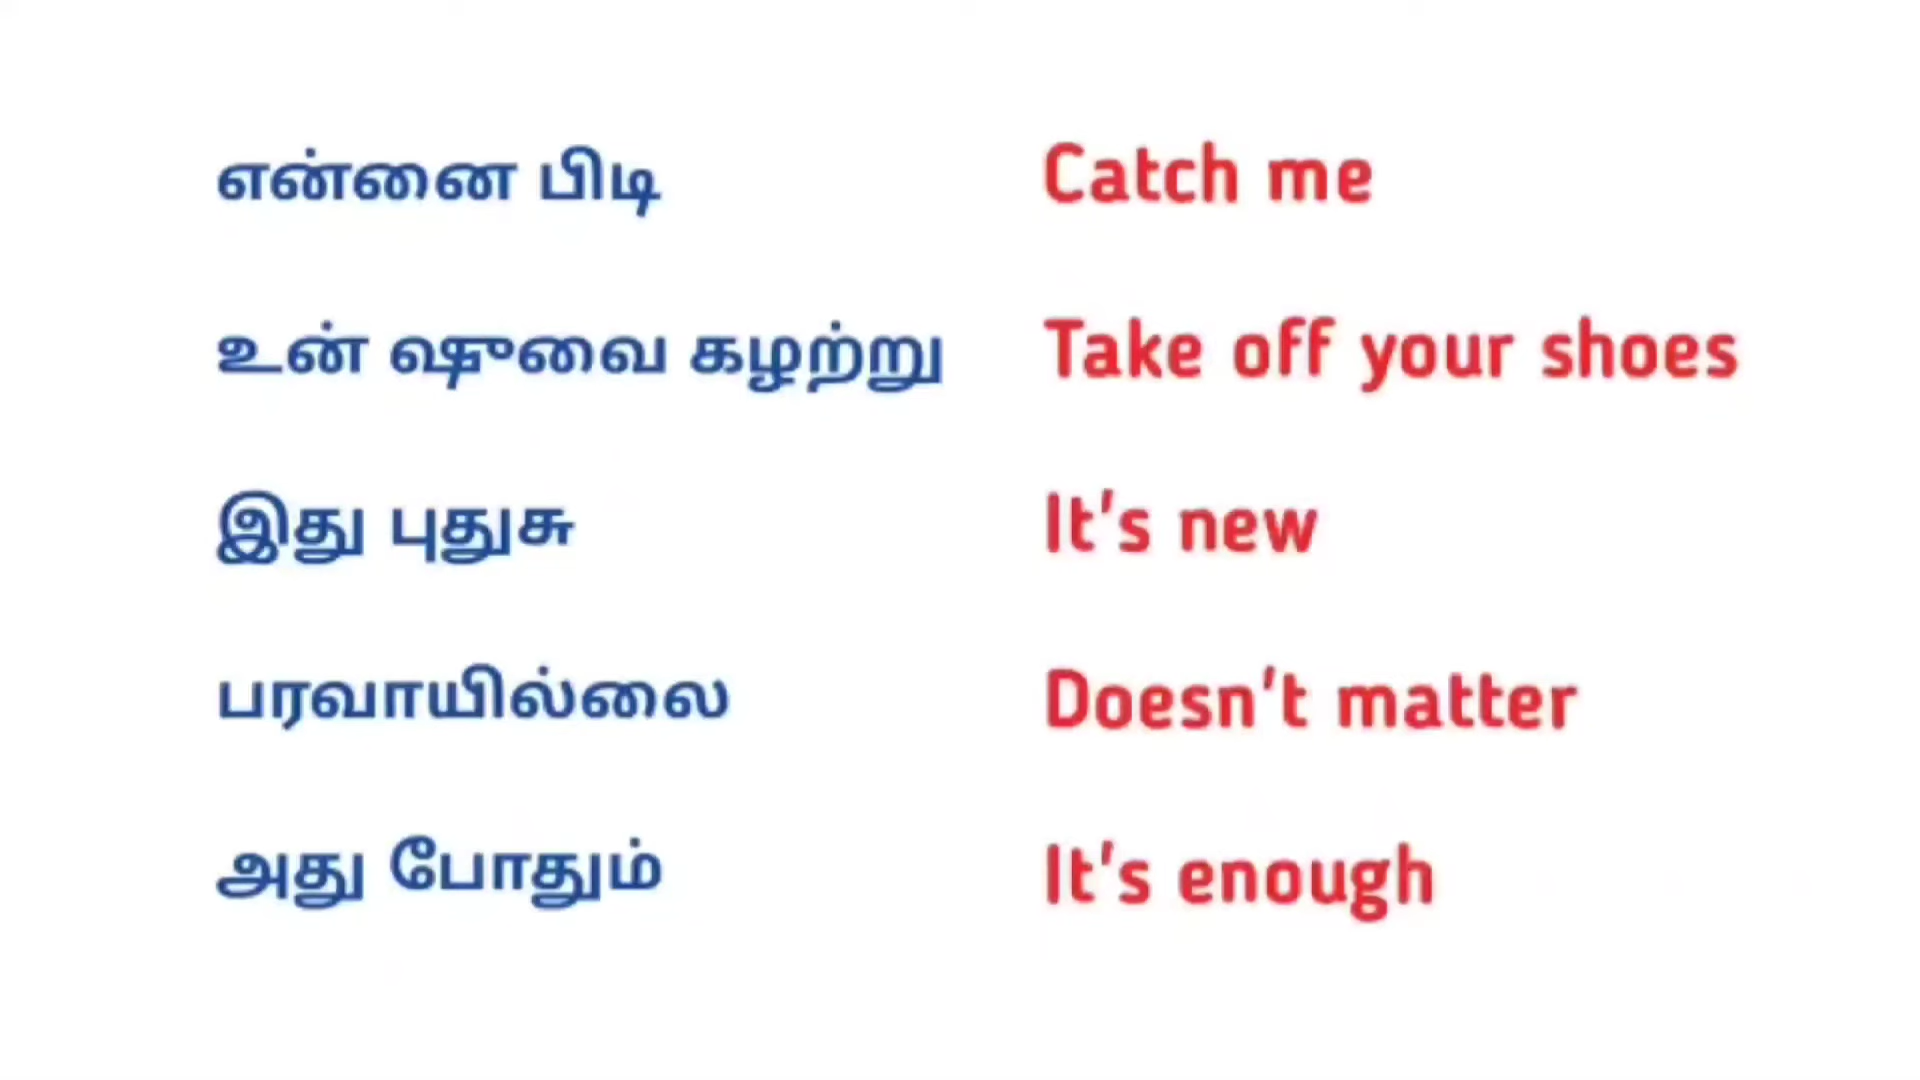 என்னை பிடி Catch me
உன் ஷுவை கழற்று Take off your shoes
இது புதுசு It's new
பரவாயில்லை Doesn't matter
அது போதும் It's enough